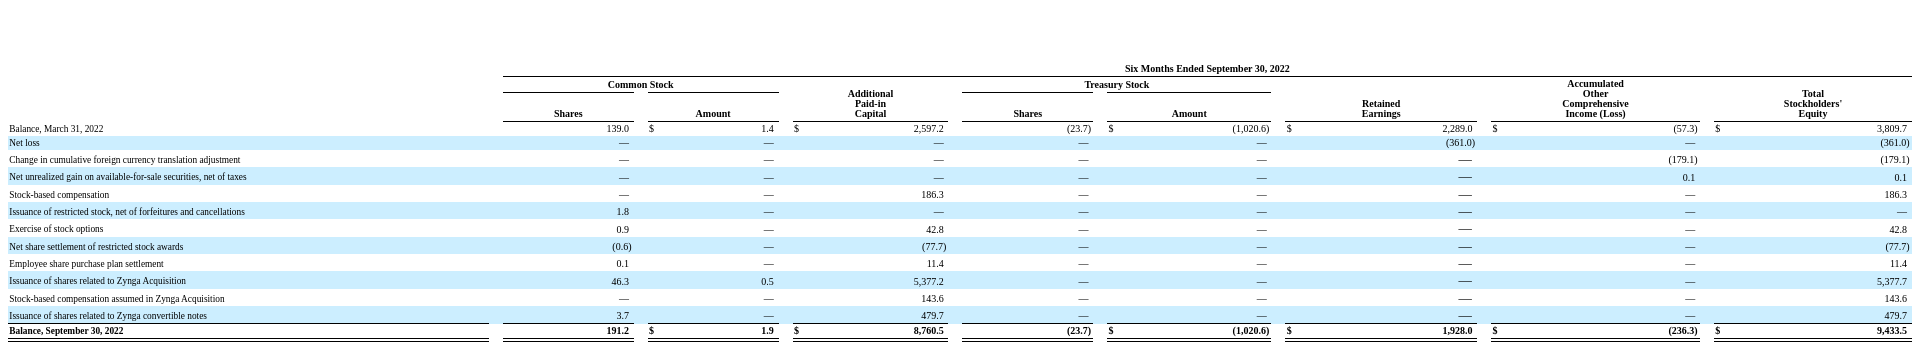 Six Months Ended September 30, 2022
Common Stock Additional Paid-in Capital Treasury Stock Retained Earnings Accumulated Other Comprehensive Income (Loss) Total Stockholders' Equity
Shares Amount Shares Amount
Balance, March 31, 2022 139.0 $ 1.4 $ 2,597.2 (23.7) $ (1,020.6) $ 2,289.0 $ (57.3) $ 3,809.7
Net loss — — — — — (361.0) — (361.0)
Change in cumulative foreign currency translation adjustment — — — — — — (179.1) (179.1)
Net unrealized gain on available-for-sale securities, net of taxes — — — — — — 0.1 0.1
Stock-based compensation — — 186.3 — — — — 186.3
Issuance of restricted stock, net of forfeitures and cancellations 1.8 — — — — — — —
Exercise of stock options 0.9 — 42.8 — — — — 42.8
Net share settlement of restricted stock awards (0.6) — (77.7) — — — — (77.7)
Employee share purchase plan settlement 0.1 — 11.4 — — — — 11.4
Issuance of shares related to Zynga Acquisition 46.3 0.5 5,377.2 — — — — 5,377.7
Stock-based compensation assumed in Zynga Acquisition — — 143.6 — — — — 143.6
Issuance of shares related to Zynga convertible notes 3.7 — 479.7 — — — — 479.7
Balance, September 30, 2022 191.2 $ 1.9 $ 8,760.5 (23.7) $ (1,020.6) $ 1,928.0 $ (236.3) $ 9,433.5